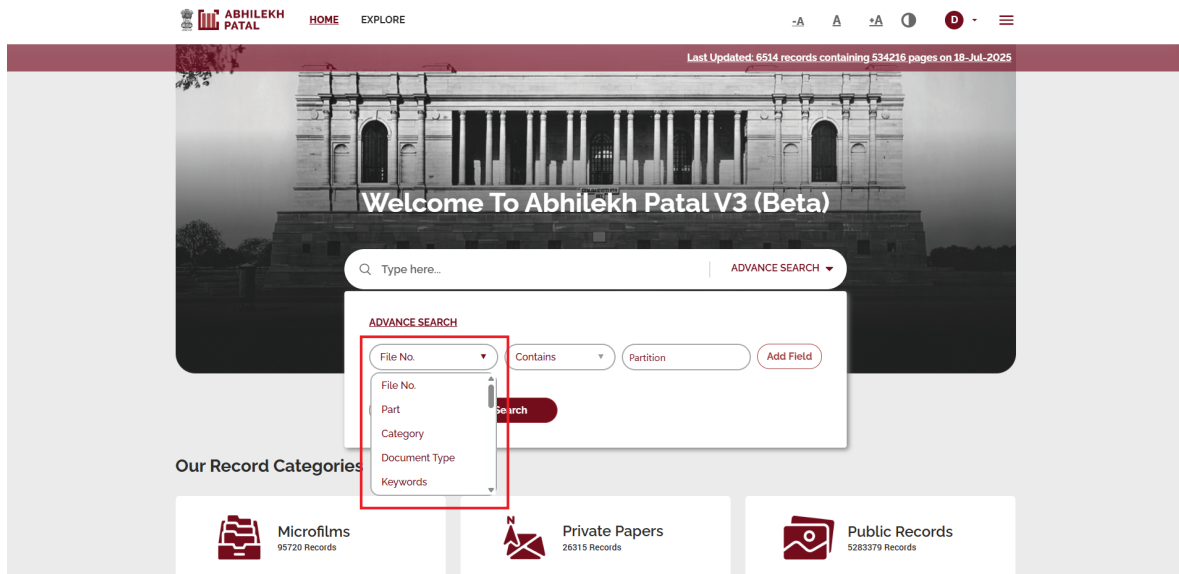 ABHILEKH
PATAL
HOME
EXPLORE
-A
A
+A
D
Last Updated: 6514 records containing 534216 pages on 18-Jul-2025
Welcome To Abhilekh Patal V3 (Beta)
Type here...
ADVANCE SEARCH
ADVANCE SEARCH
File No.
Contains
Partition
Add Field
File No.
Part
Category
Document Type
Keywords
Search
Our Record Categories
Microfilms
95720 Records
N
Private Papers
26315 Records
Public Records
5283379 Records